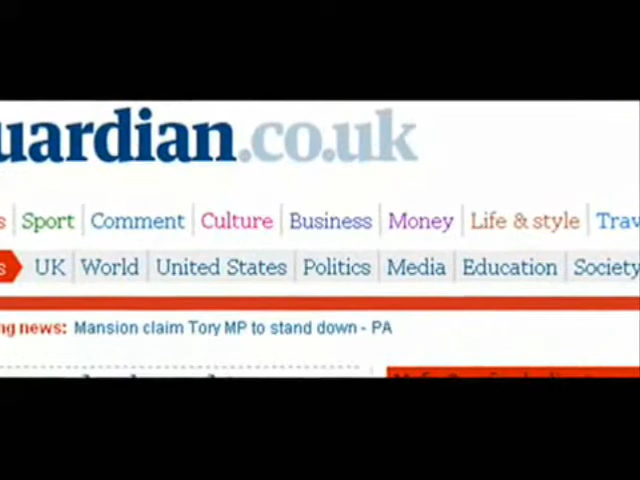 uardian.co.uk
s Sport Comment Culture Business Money Life & style Trav
s UK World United States Politics Media Education Society
ng news: Mansion claim Tory MP to stand down - PA